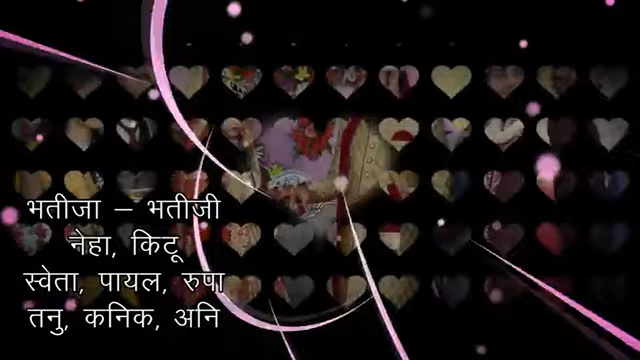 भतीजा – भतीजी
नेहा, किटू
स्वेता, पायल, रुपा
तनु, कनिक, अनि